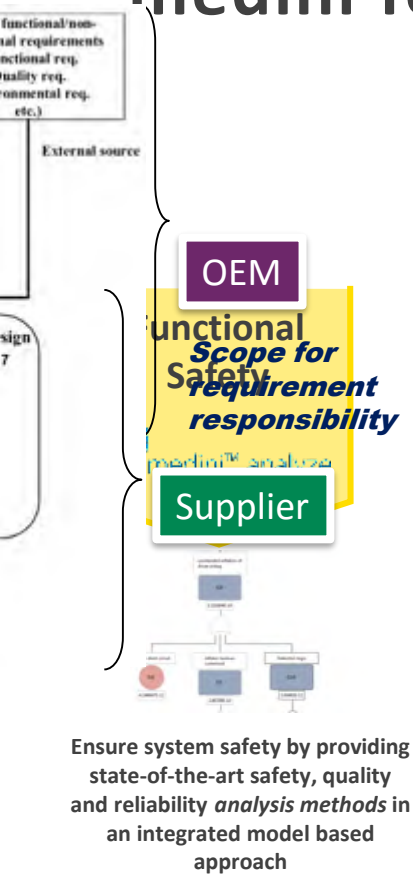 functional/non-
nal requirements
nctional req.
Quality req.
ronmental req.
etc.)
External source
OEM
sign
7
Functional
Safety
Scope for
requirement
responsibility
medini™ analyze
Supplier
Ensure system safety by providing
state-of-the-art safety, quality
and reliability analysis methods in
an integrated model based
approach